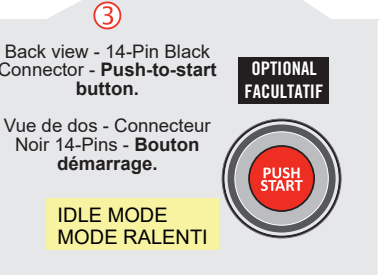 ③
Back view - 14-Pin Black
Connector - Push-to-start
button.
OPTIONAL
FACULTATIF
Vue de dos - Connecteur
Noir 14-Pins - Bouton
démarrage.
PUSH
START
IDLE MODE
MODE RALENTI